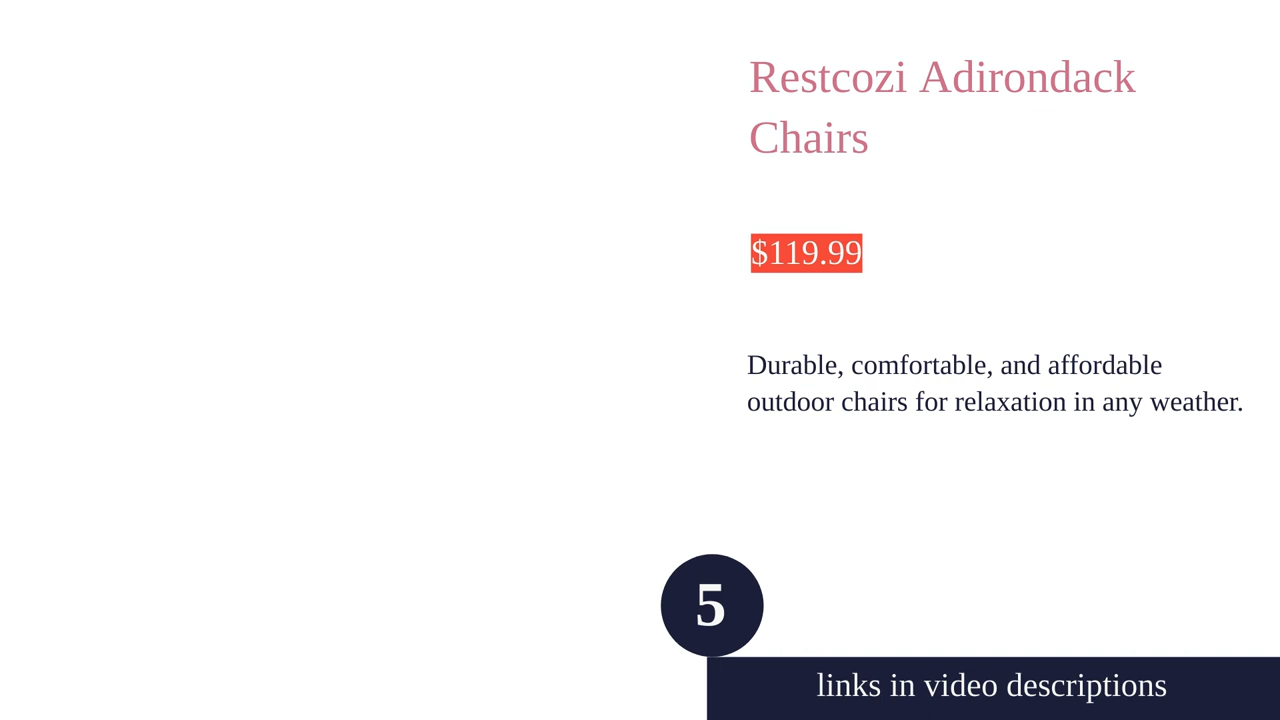 Restcozi Adirondack
Chairs
$119.99
Durable, comfortable, and affordable
outdoor chairs for relaxation in any weather.
5
links in video descriptions